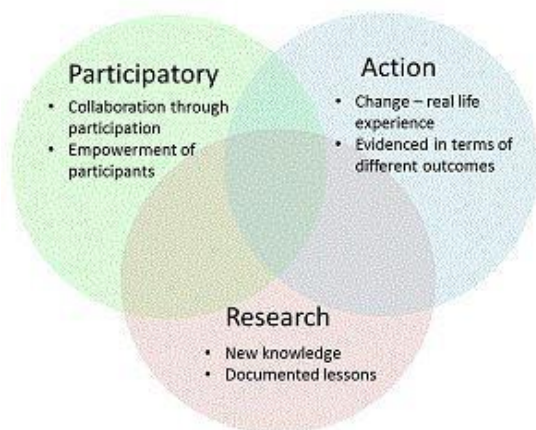 Participatory
• Collaboration through
participation
• Empowerment of
participants
Action
• Change – real life
experience
• Evidenced in terms of
different outcomes
Research
• New knowledge
• Documented lessons